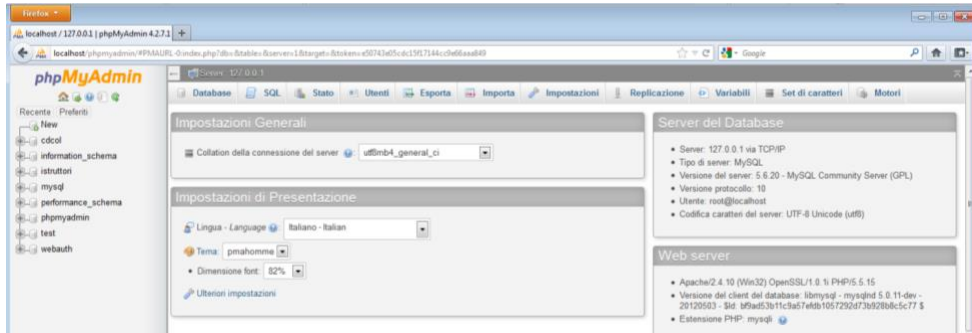 Firefox
localhost / 127.0.0.1 | phpMyAdmin 4.2.7.1
localhost/phpmyadmin/#PMAURL-0:index.php?db=&table=&server=1&target=&token=
Google
phpMyAdmin
Recente Preferiti
New
cdcol
information_schema
istruttori
mysql
performance_schema
phpmyadmin
test
webauth
Server: 127.0.0.1
Database SQL Stato Utenti Esporta Importa Impostazioni Replicazione Variabili Set di caratteri Motori
Impostazioni Generali
Collation della connessione del server utf8mb4_general_ci
Impostazioni di Presentazione
Lingua - Language Italiano - Italian
Tema: pmahomme
Dimensione font: 82%
Ulteriori impostazioni
Server del Database
Server: 127.0.0.1 via TCP/IP
Tipo di server: MySQL
Versione del server: 5.6.20 - MySQL Community Server (GPL)
Versione protocollo: 10
Utente: root@localhost
Codifica caratteri del server: UTF-8 Unicode (utf8)
Web server
Apache/2.4.10 (Win32) OpenSSL/1.0.1i PHP/5.5.15
Versione del client del database: libmysql - mysqlnd 5.0.11-dev -
20120503 - $Id: bf9ad53b11c9a57efdb1057292d73b928b8c5c77 $
Estensione PHP: mysqli